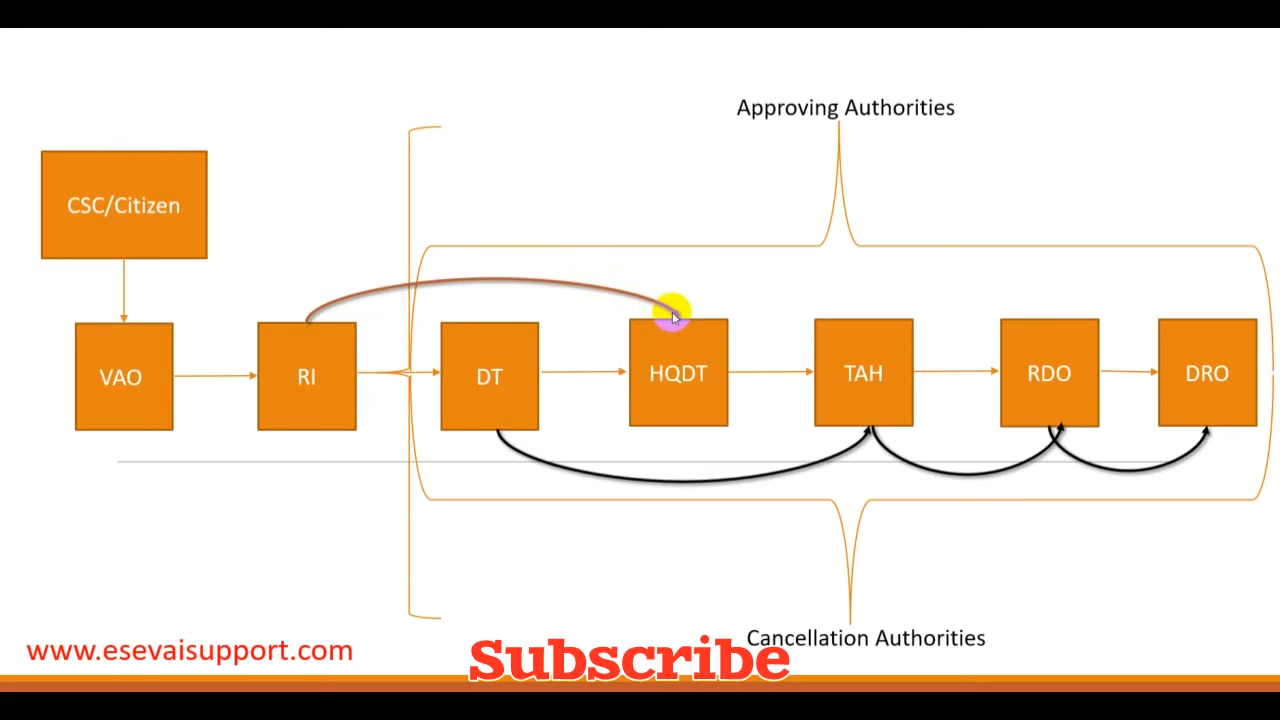 Approving Authorities
CSC/Citizen
VAO
RI
DT
HQDT
TAH
RDO
DRO
Cancellation Authorities
www.esevaisupport.com
Subscribe